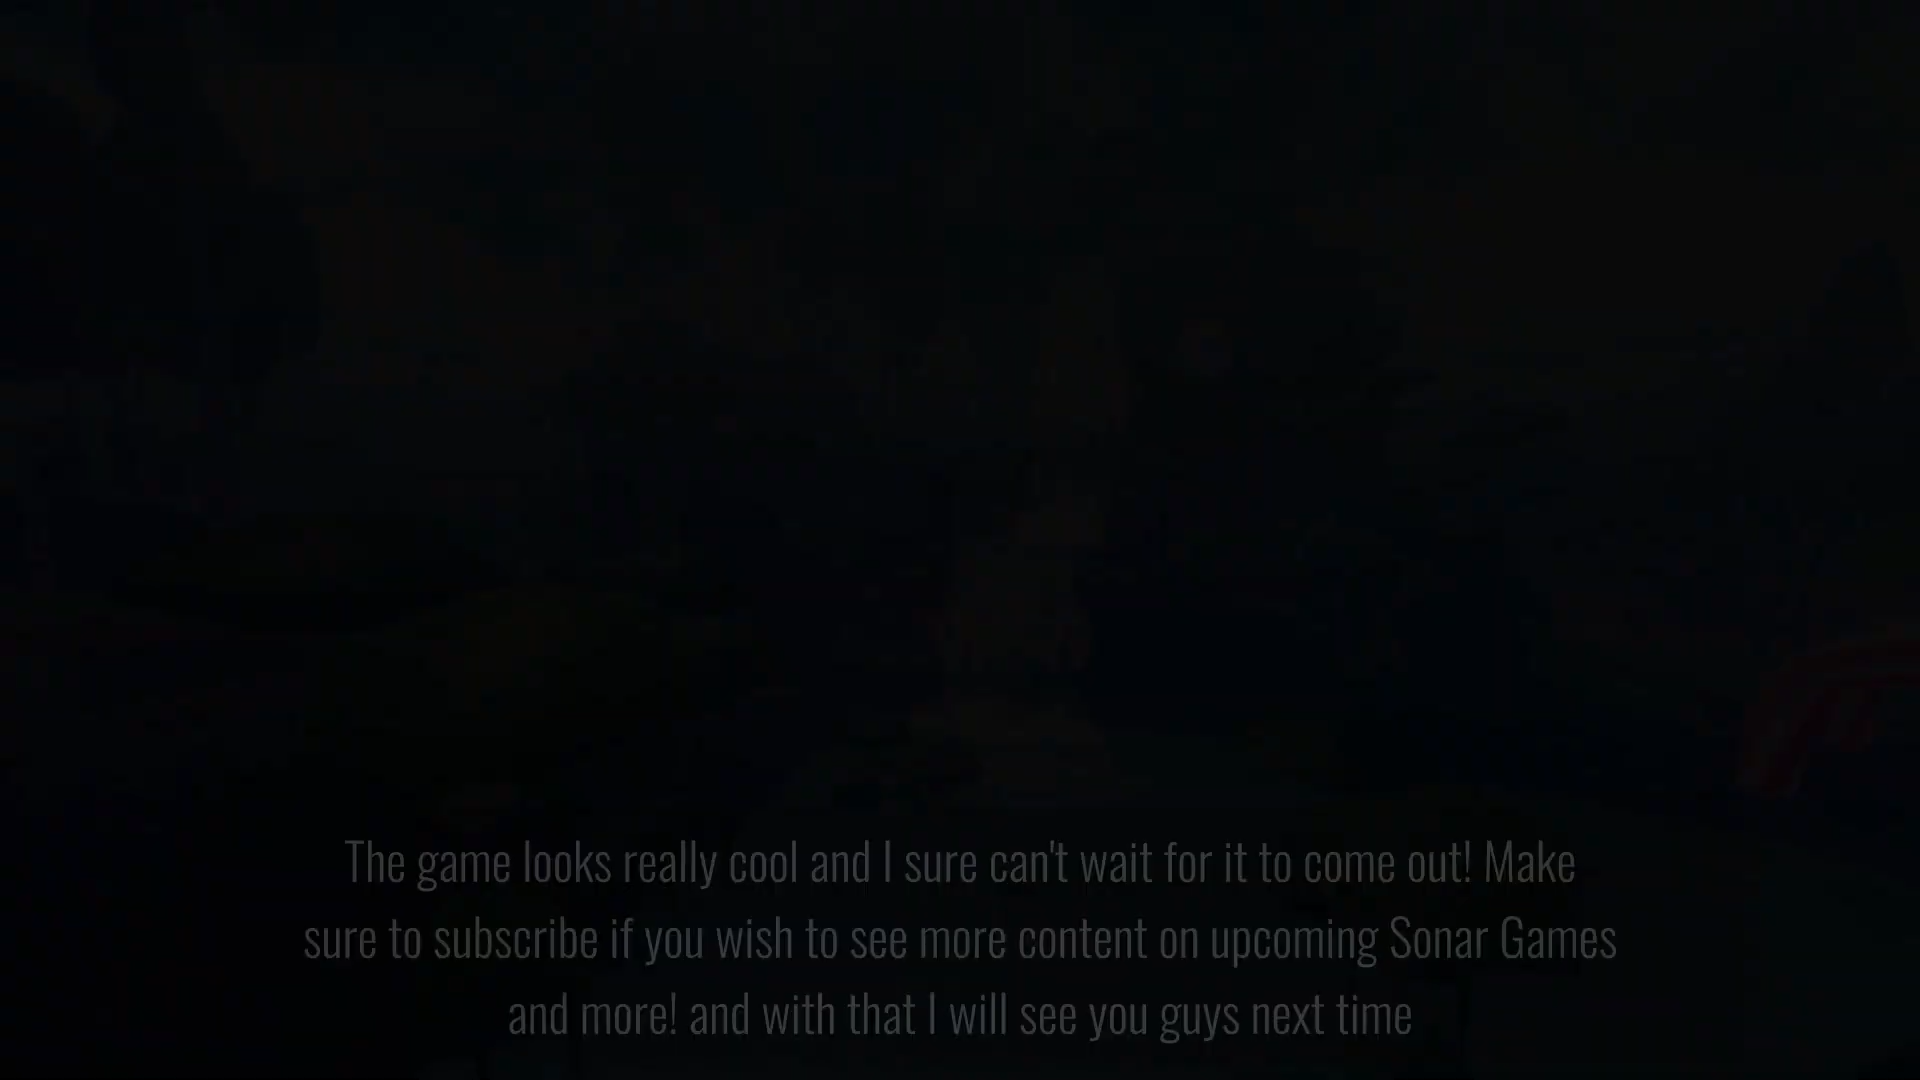 The game looks really cool and I sure can't wait for it to come out! Make
sure to subscribe if you wish to see more content on upcoming Sonar Games
and more! and with that I will see you guys next time